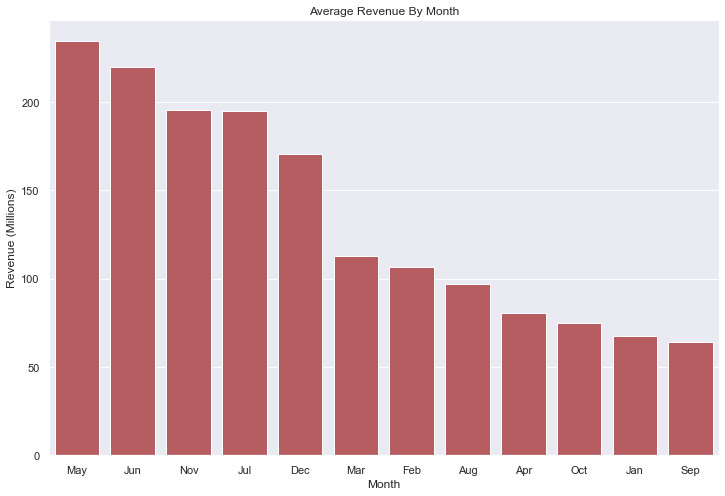 Average Revenue By Month
Revenue (Millions)
200
150
100
50
0
May Jun Nov Jul Dec Mar Feb Aug Apr Oct Jan Sep
Month